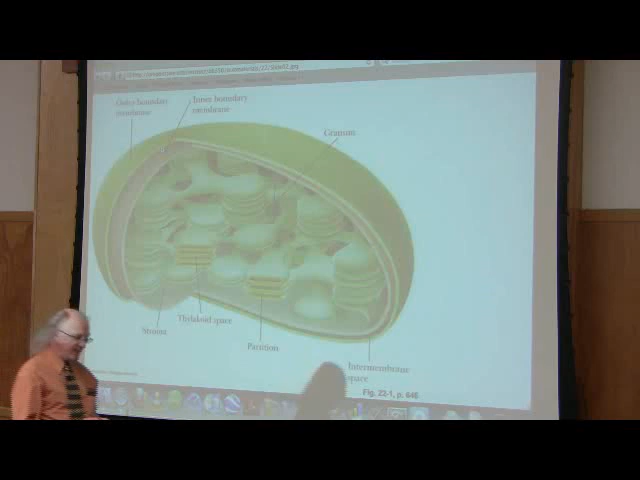 Outer boundary
membrane
Inner boundary
membrane
Granum
Thylakoid space
Stroma
Partition
Intermembrane
space
Fig. 22-1, p. 646